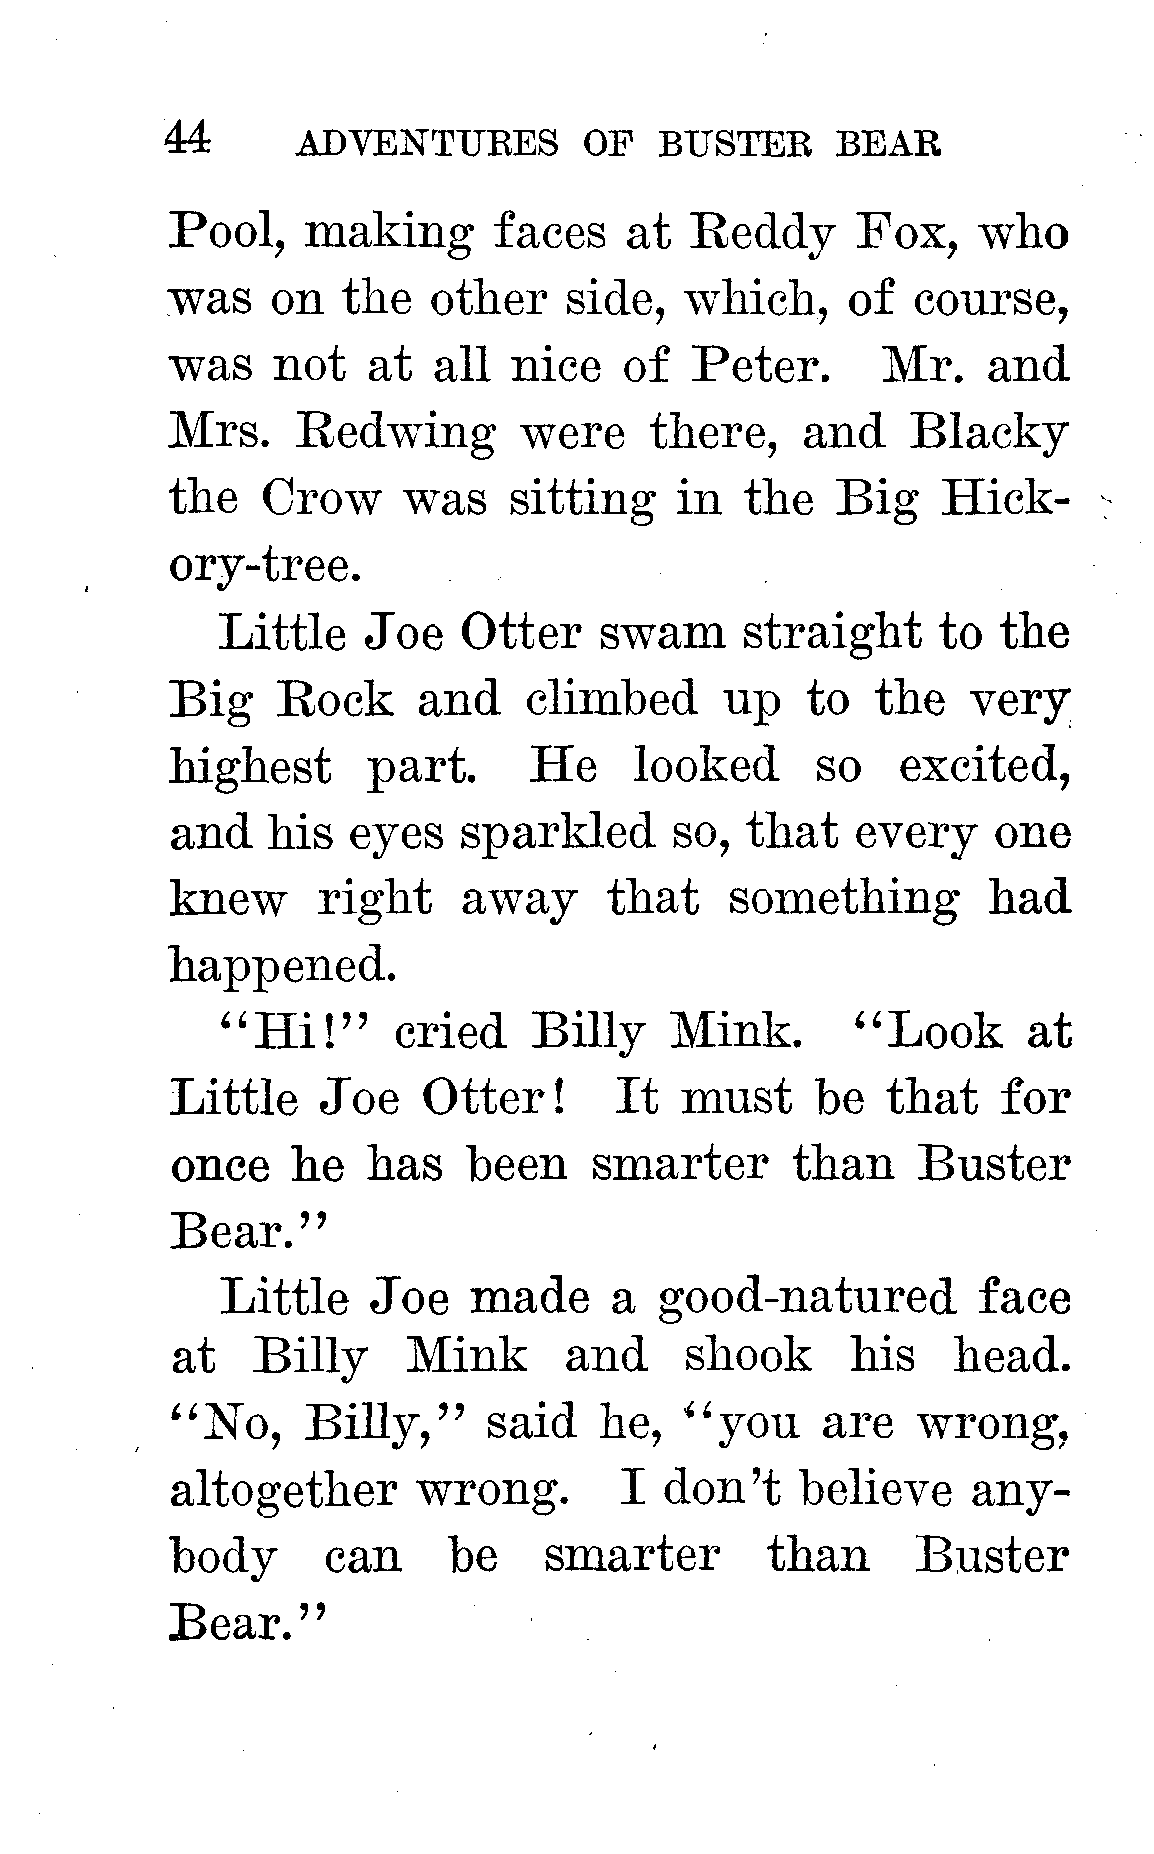 44 ADVENTURES OF BUSTER BEAR
Pool, making faces at Reddy Fox, who
was on the other side, which, of course,
was not at all nice of Peter. Mr. and
Mrs. Redwing were there, and Blacky
the Crow was sitting in the Big Hick-
ory-tree.
Little Joe Otter swam straight to the
Big Rock and climbed up to the very
highest part. He looked so excited,
and his eyes sparkled so, that every one
knew right away that something had
happened.
“Hi!” cried Billy Mink. “Look at
Little Joe Otter! It must be that for
once he has been smarter than Buster
Bear.”
Little Joe made a good-natured face
at Billy Mink and shook his head.
“No, Billy,” said he, “you are wrong,
altogether wrong. I don’t believe any-
body can be smarter than Buster
Bear.”